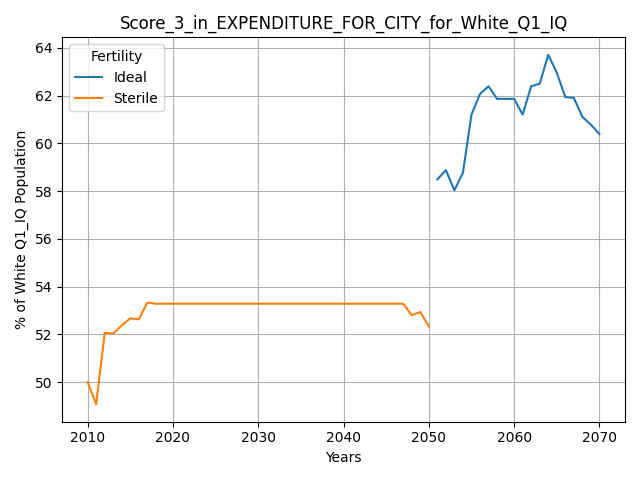 Score_3_in_EXPENDITURE_FOR_CITY_for_White_Q1_IQ
Fertility
Ideal
Sterile
% of White Q1_IQ Population
64
62
60
58
56
54
52
50
2010 2020 2030 2040 2050 2060 2070
Years